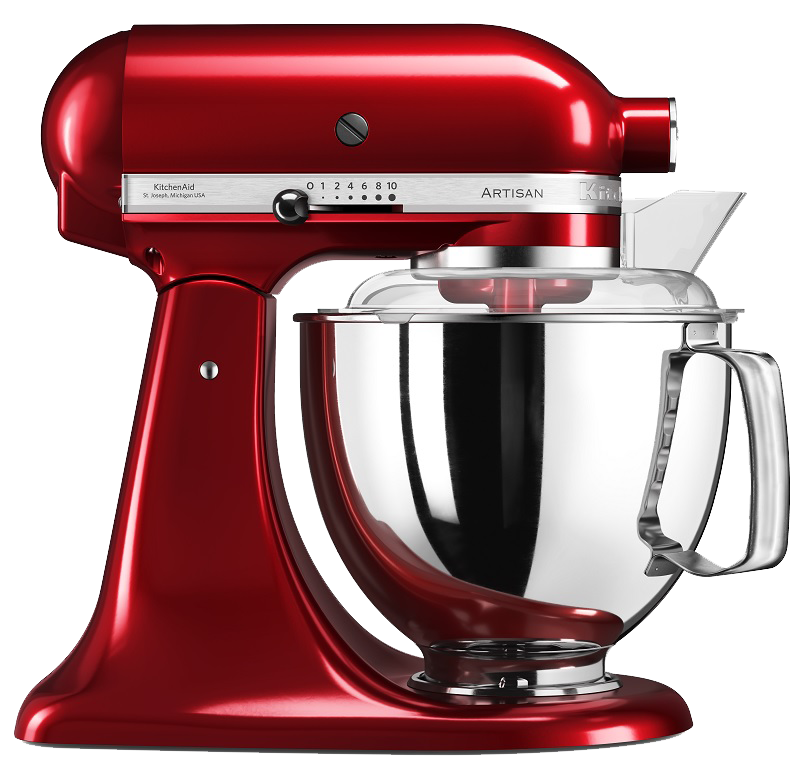 KitchenAid
St. Joseph, Michigan USA
0 1 2 4 6 8 10
ARTISAN